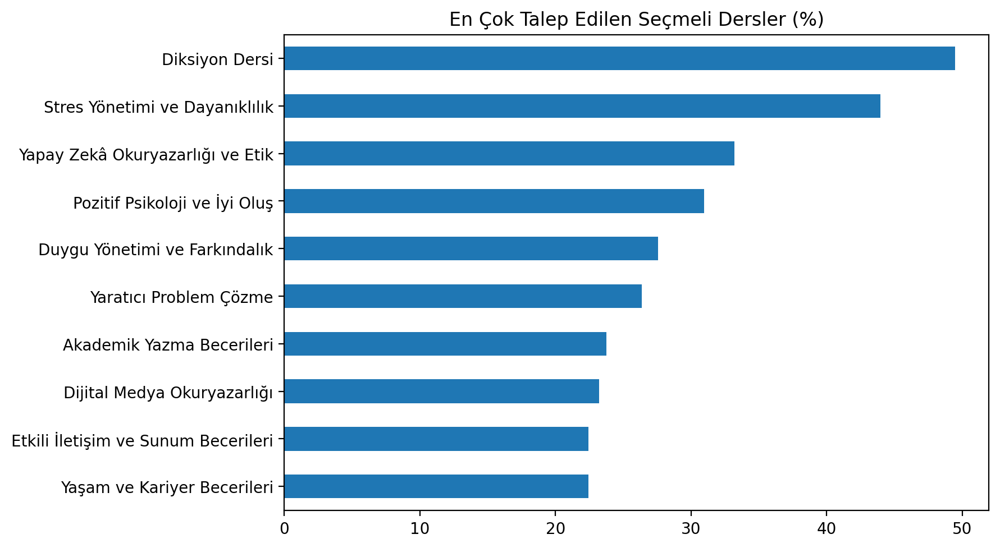 En Çok Talep Edilen Seçmeli Dersler (%)
Diksiyon Dersi
Stres Yönetimi ve Dayanıklılık
Yapay Zekâ Okuryazarlığı ve Etik
Pozitif Psikoloji ve İyi Oluş
Duygu Yönetimi ve Farkındalık
Yaratıcı Problem Çözme
Akademik Yazma Becerileri
Dijital Medya Okuryazarlığı
Etkili İletişim ve Sunum Becerileri
Yaşam ve Kariyer Becerileri
0 10 20 30 40 50